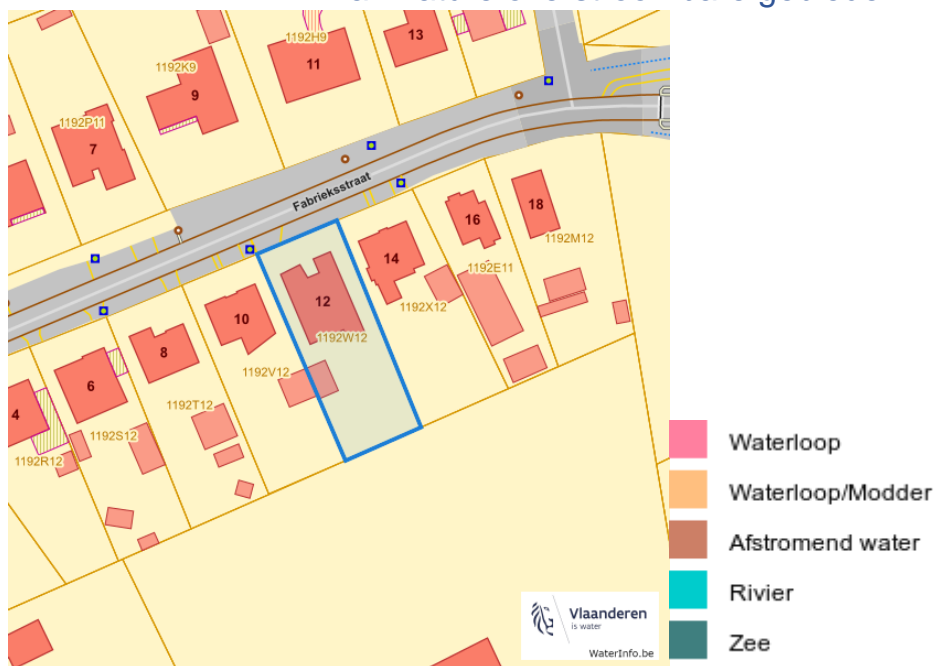 1192H9
13
11
1192K9
9
1192P11
7
Fabrieksstraat
18
16
1192M12
14
1192E11
12
1192X12
10
1192W12
8
1192V12
6
1192T12
4
1192S12
1192R12
Waterloop
Waterloop/Modder
Afstromend water
Rivier
Zee
Vlaanderen
is water
WaterInfo.be